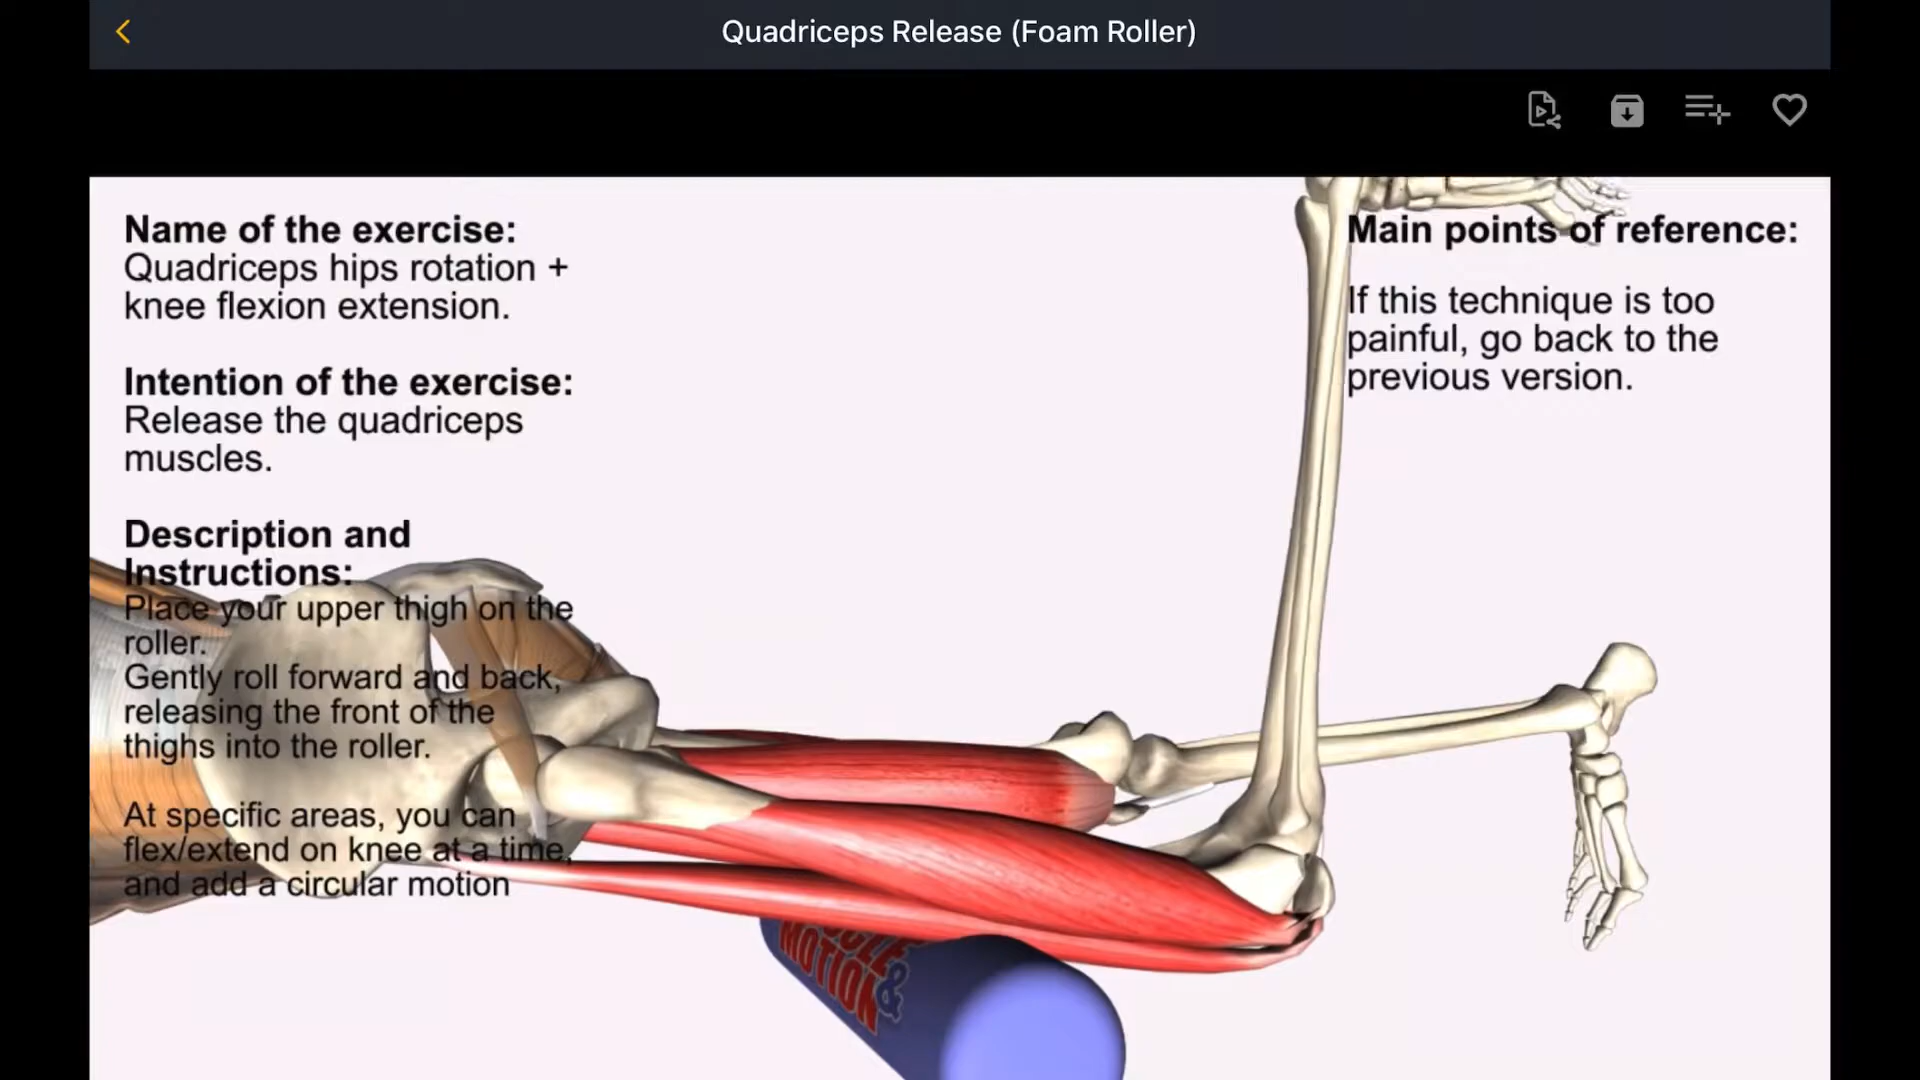 Quadriceps Release (Foam Roller)
Name of the exercise:
Quadriceps hips rotation +
knee flexion extension.
Intention of the exercise:
Release the quadriceps
muscles.
Description and
Instructions:
Place your upper thigh on the
roller.
Gently roll forward and back,
releasing the front of the
thighs into the roller.
At specific areas, you can
flex/extend on knee at a time,
and add a circular motion
Main points of reference:
If this technique is too
painful, go back to the
previous version.
&
MOTION